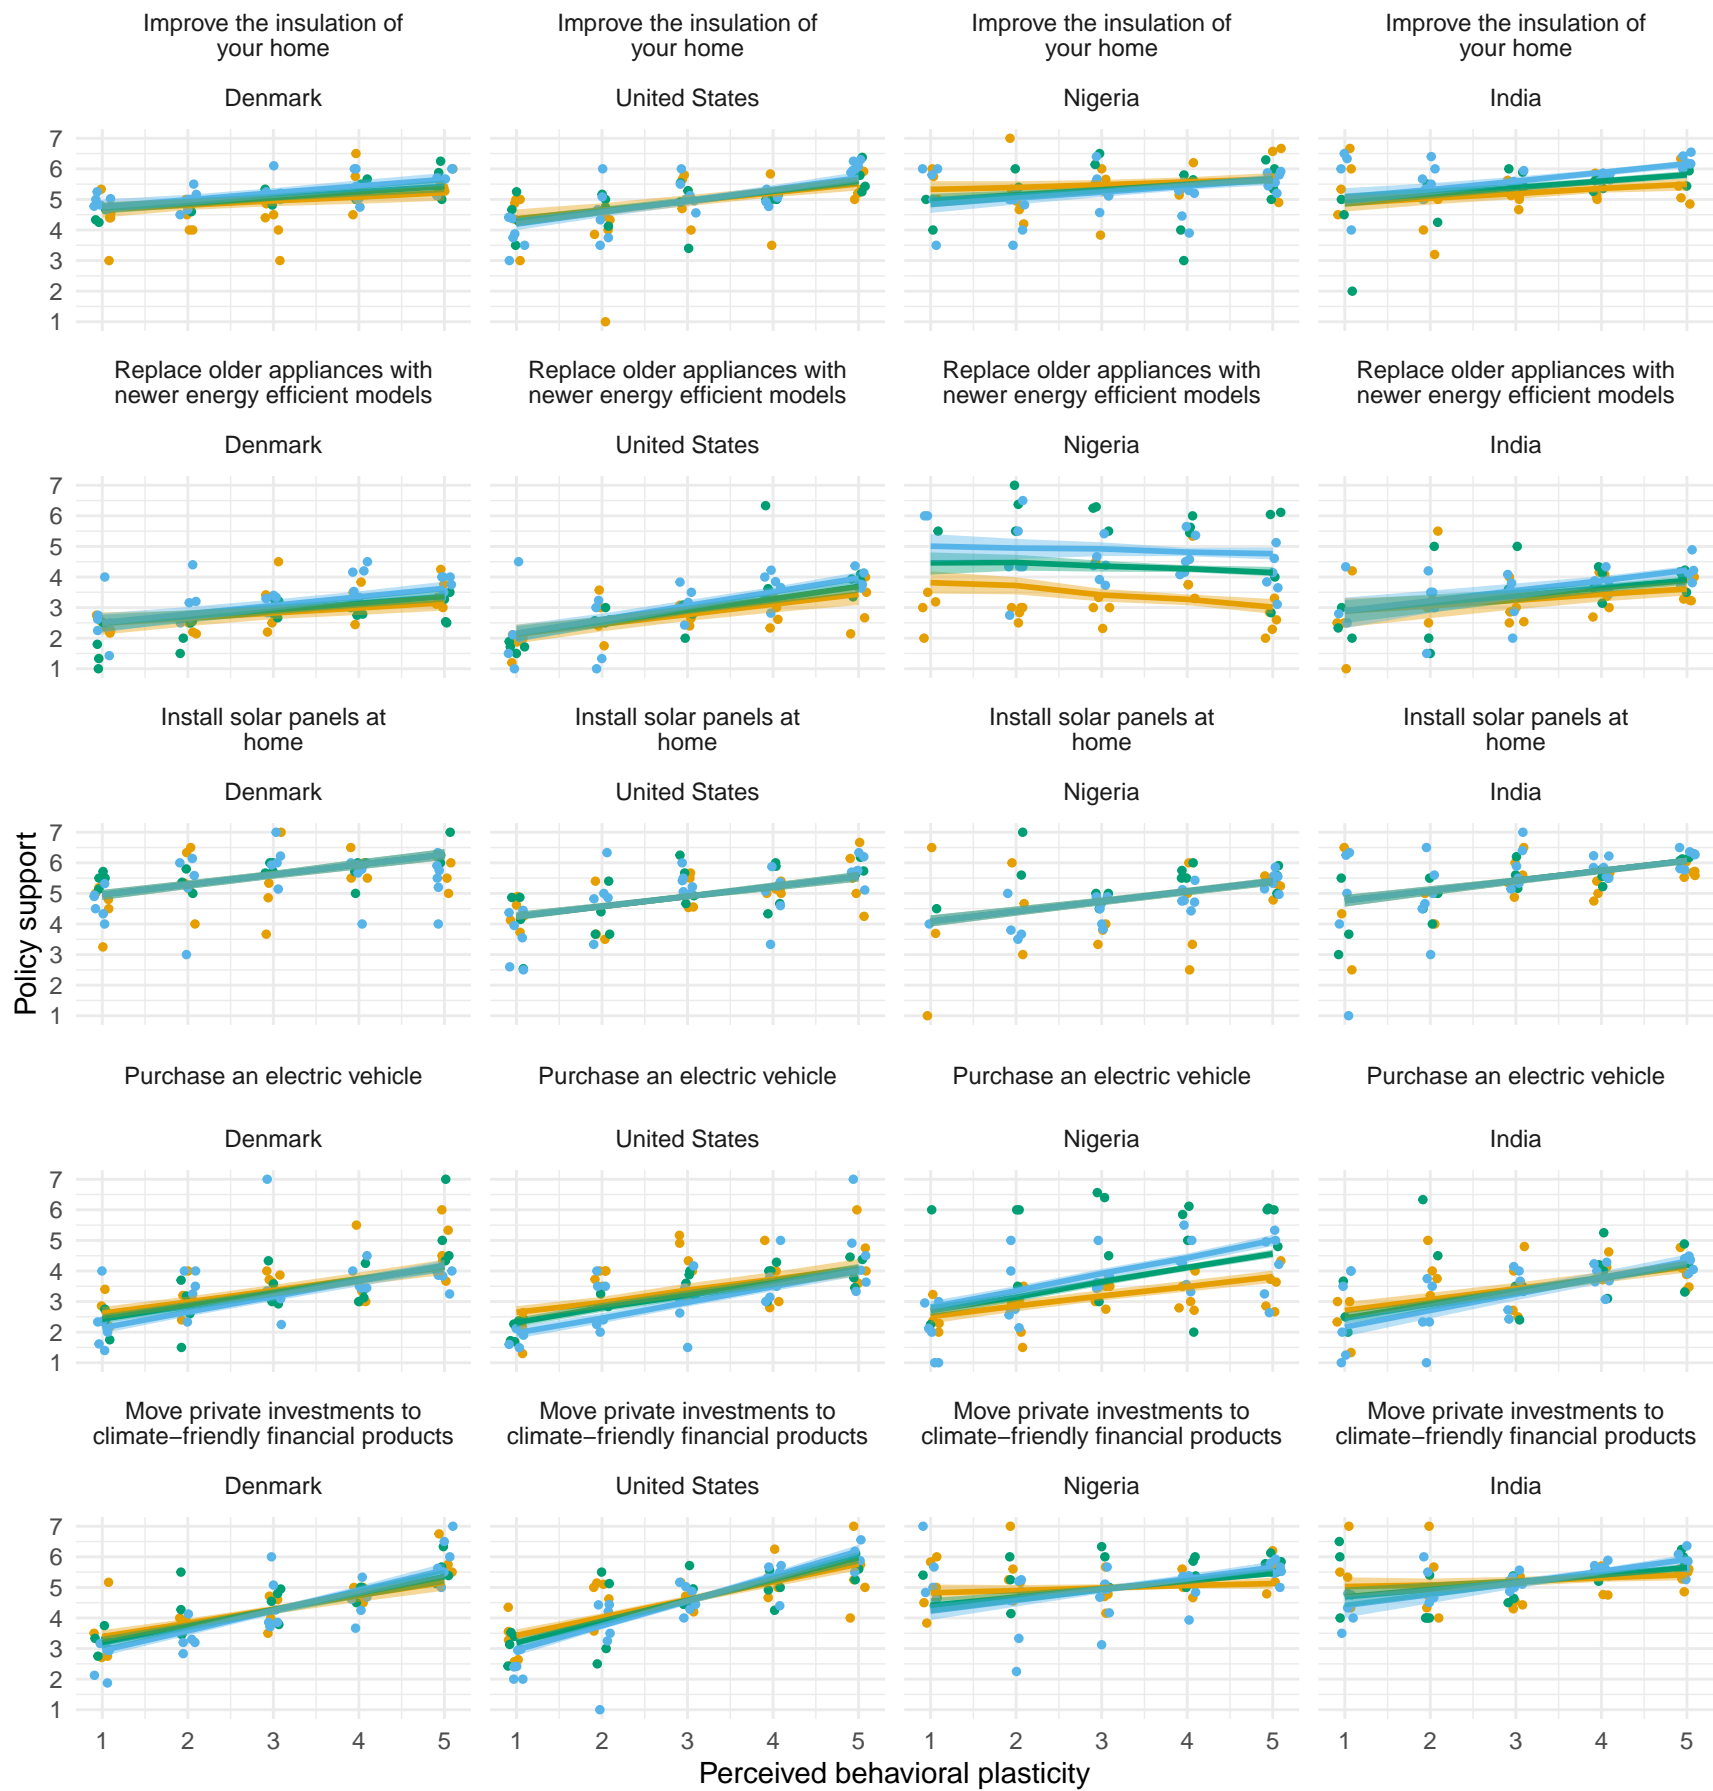 Improve the insulation of
your home
Improve the insulation of
your home
Improve the insulation of
your home
Improve the insulation of
your home
Denmark
United States
Nigeria
India
7
6
5
4
3
2
1
Replace older appliances with
newer energy efficient models
Replace older appliances with
newer energy efficient models
Replace older appliances with
newer energy efficient models
Replace older appliances with
newer energy efficient models
Denmark
United States
Nigeria
India
7
6
5
4
3
2
1
Install solar panels at
home
Install solar panels at
home
Install solar panels at
home
Install solar panels at
home
Denmark
United States
Nigeria
India
Policy support
7
6
5
4
3
2
1
Purchase an electric vehicle
Purchase an electric vehicle
Purchase an electric vehicle
Purchase an electric vehicle
Denmark
United States
Nigeria
India
7
6
5
4
3
2
1
Move private investments to
climate−friendly financial products
Move private investments to
climate−friendly financial products
Move private investments to
climate−friendly financial products
Move private investments to
climate−friendly financial products
Denmark
United States
Nigeria
India
7
6
5
4
3
2
1
1 2 3 4 5
1 2 3 4 5
1 2 3 4 5
1 2 3 4 5
Perceived behavioral plasticity